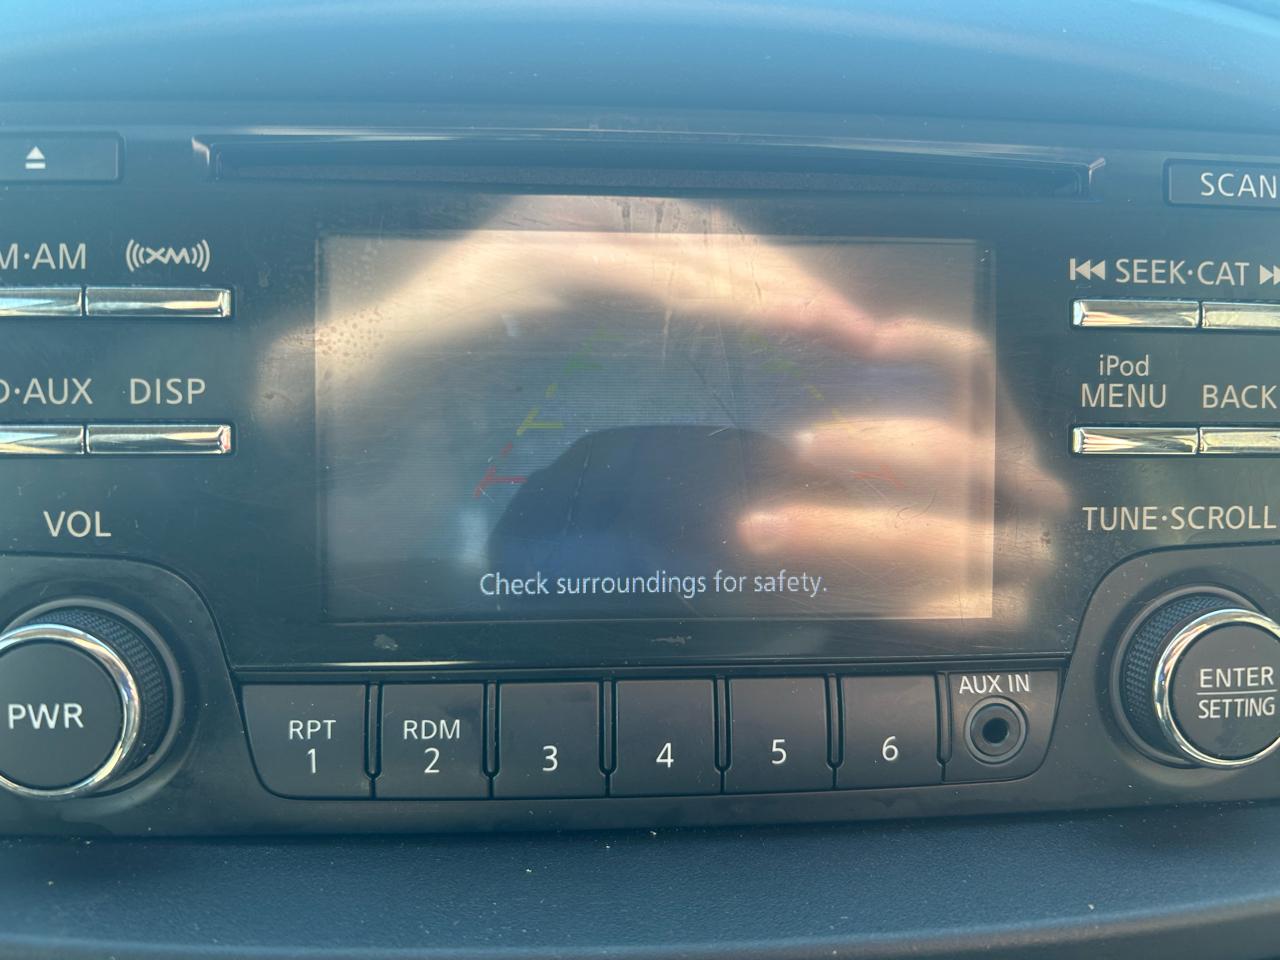 SCAN
M·AM
XM
SEEK·CAT
D·AUX
DISP
iPod
MENU
BACK
VOL
TUNE·SCROLL
Check surroundings for safety.
PWR
RPT
1
RDM
2
3
4
5
6
AUX IN
ENTER
SETTING